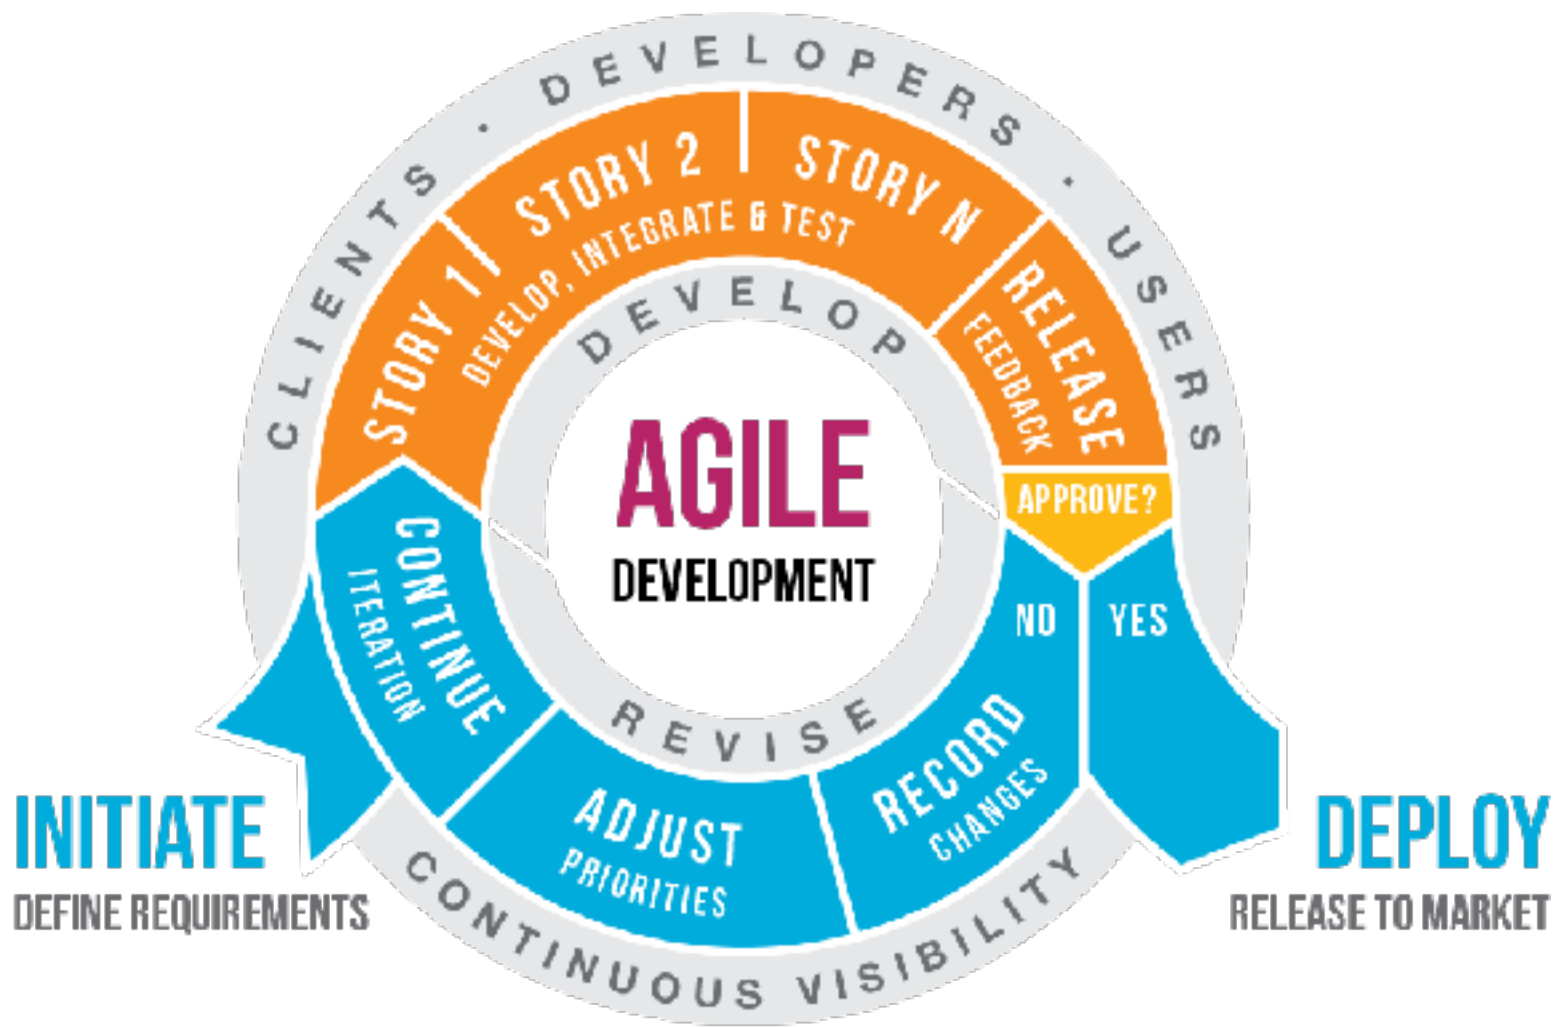 CLIENTS · DEVELOPERS · USERS
STORY 1
STORY 2
STORY N
DEVELOP, INTEGRATE & TEST
RELEASE
FEEDBACK
DEVELOP
APPROVE?
NO
YES
AGILE
DEVELOPMENT
REVISE
RECORD
CHANGES
ADJUST
PRIORITIES
CONTINUE
ITERATION
CONTINUOUS VISIBILITY
INITIATE
DEFINE REQUIREMENTS
DEPLOY
RELEASE TO MARKET